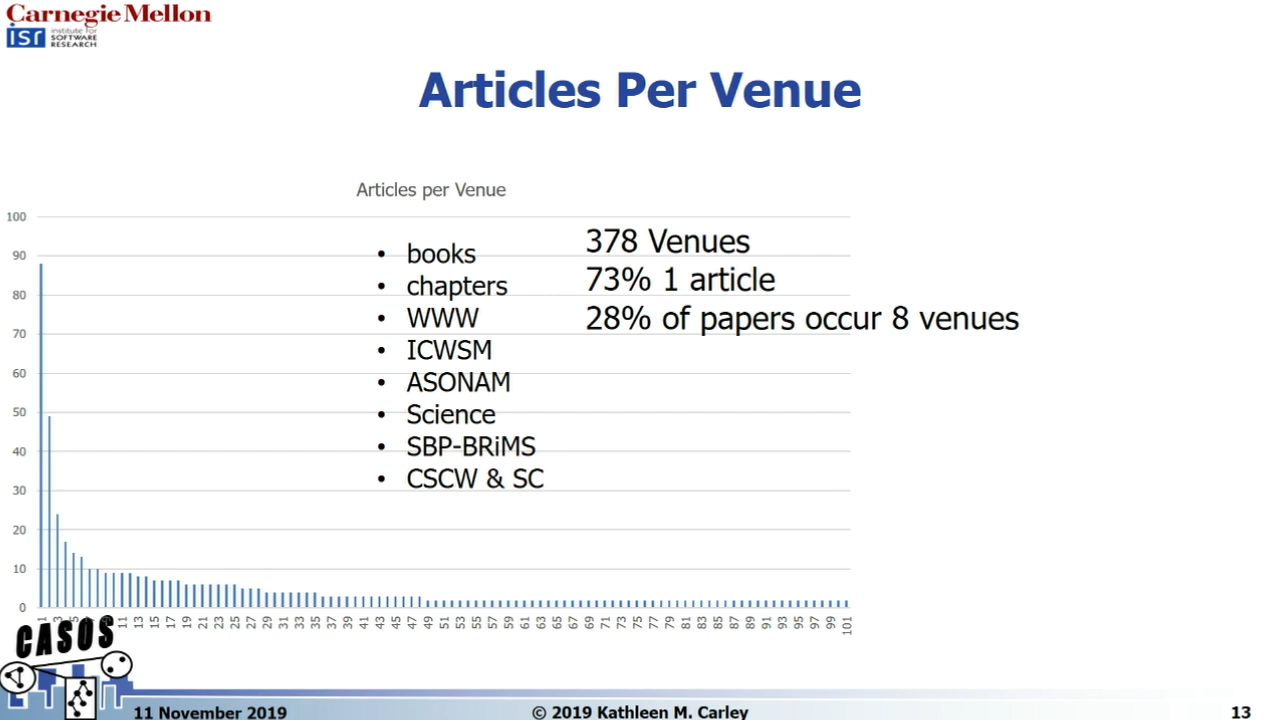 Carnegie Mellon
isr institute for
SOFTWARE
RESEARCH
Articles Per Venue
Articles per Venue
100
90
80
70
60
50
40
30
20
10
0
• books
• chapters
• WWW
• ICWSM
• ASONAM
• Science
• SBP-BRiMS
• CSCW & SC
378 Venues
73% 1 article
28% of papers occur 8 venues
1 3 5 11 13 15 17 19 21 23 25 27 29 31 33 35 37 39 41 43 45 47 49 51 53 55 57 59 61 63 65 67 69 71 73 75 77 79 81 83 85 87 89 91 93 95 97 99 101
CASOS
11 November 2019
© 2019 Kathleen M. Carley
13